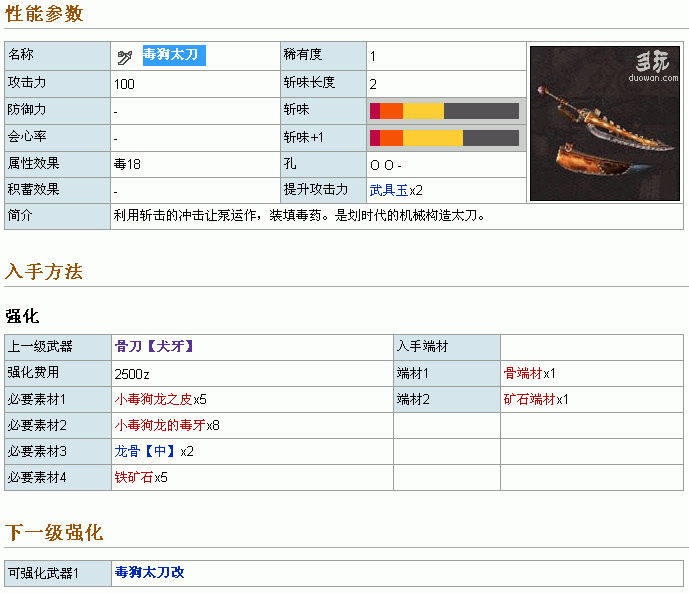 性能参数
名称 毒狗太刀 稀有度 1
多玩
duowan.com
攻击力 100 斩味长度 2
防御力 - 斩味
会心率 - 斩味+1
属性效果 毒18 孔 ○ ○ -
积蓄效果 - 提升攻击力 武具玉x2
简介 利用斩击的冲击让泵运作，装填毒药。是划时代的机械构造太刀。
入手方法
强化
上一级武器 骨刀【犬牙】 入手端材
强化费用 2500z 端材1 骨端材x1
必要素材1 小毒狗龙之皮x5 端材2 矿石端材x1
必要素材2 小毒狗龙的毒牙x8
必要素材3 龙骨【中】x2
必要素材4 铁矿石x5
下一级强化
可强化武器1 毒狗太刀改